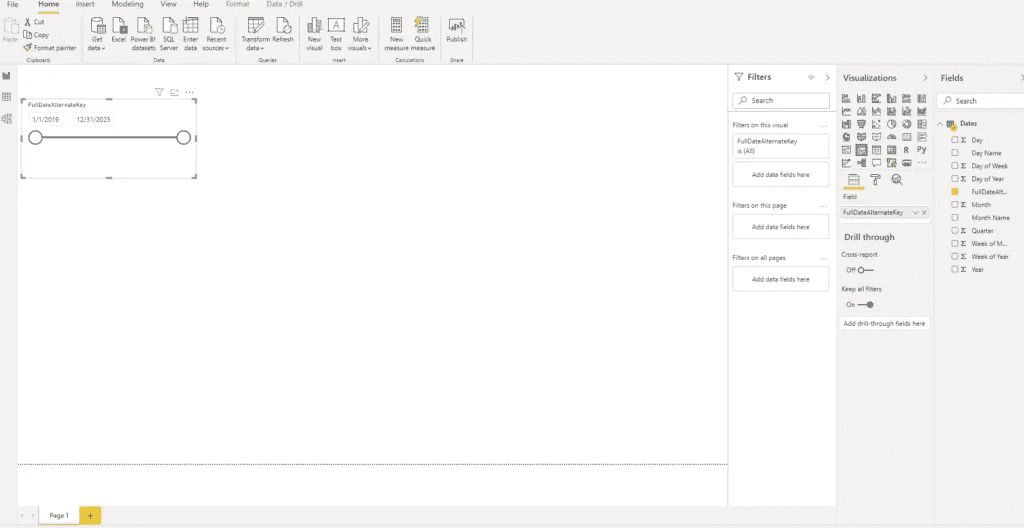 File Home Insert Modeling View Help Format Data / Drill
Paste
Cut
Copy
Format painter
Get data
Excel
Power BI datasets
SQL Server
Enter data
Recent sources
Transform data
Refresh
New visual
Text box
More visuals
New measure
Quick measure
Publish
Clipboard Data Queries Insert Calculations Share
FullDateAlternateKey
1/1/2019 12/31/2025
Filters
Search
Filters on this visual ...
FullDateAlternateKey
is (All)
Add data fields here
Filters on this page ...
Add data fields here
Filters on all pages ...
Add data fields here
Visualizations
R Py
...
Field
FullDateAlternateKey
Drill through
Cross-report
Off
Keep all filters
On
Add drill-through fields here
Fields
Search
Dates
Σ Day
Day Name
Σ Day of Week
Σ Day of Year
FullDateAlt...
Σ Month
Month Name
Σ Quarter
Σ Week of M...
Σ Week of Year
Σ Year
Page 1 +